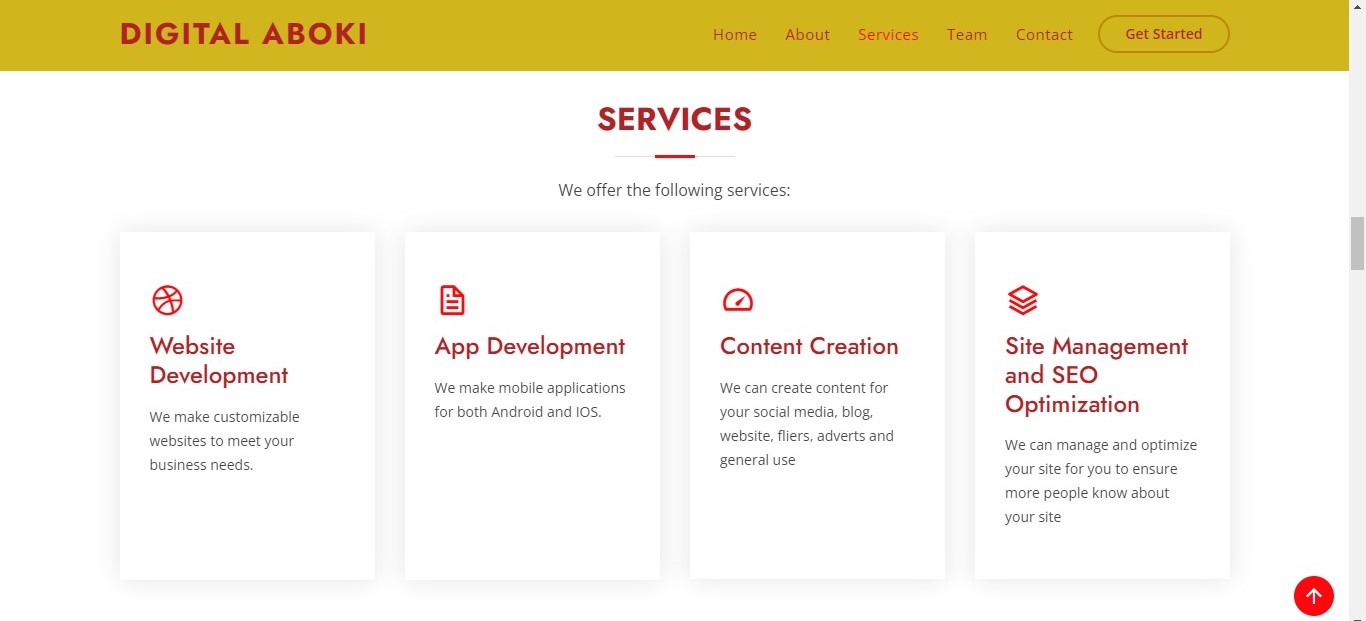 DIGITAL ABOKI
Home About Services Team Contact Get Started
SERVICES
We offer the following services:
Website
Development
We make customizable
websites to meet your
business needs.
App Development
We make mobile applications
for both Android and IOS.
Content Creation
We can create content for
your social media, blog,
website, fliers, adverts and
general use
Site Management
and SEO
Optimization
We can manage and optimize
your site for you to ensure
more people know about
your site